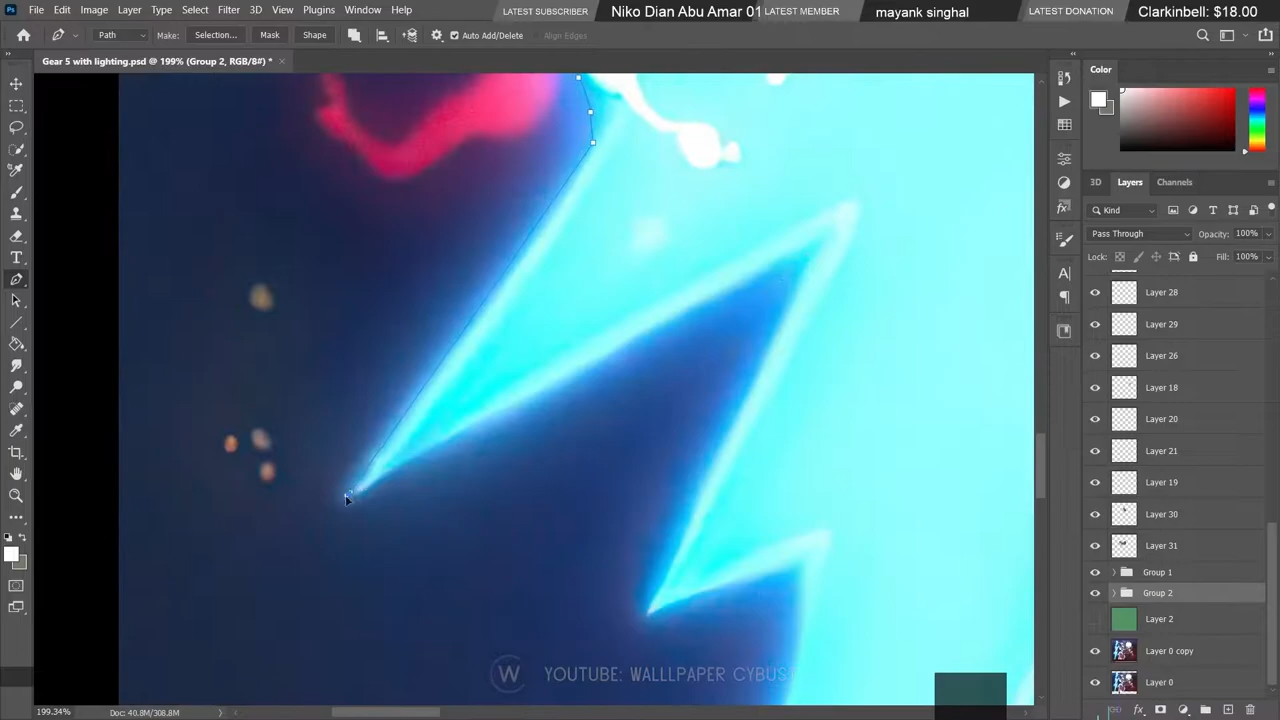 File Edit Image Layer Type Select Filter 3D View Plugins Window Help
LATEST SUBSCRIBER Niko Dian Abu Amar 01 LATEST MEMBER mayank singhal LATEST DONATION Clarkinbell: $18.00
Path Make: Selection... Mask Shape Auto Add/Delete Align Edges
Gear 5 with lighting.psd @ 199% (Group 2, RGB/8#) *
Color
3D Layers Channels
Kind
Pass Through Opacity: 100%
Lock: Fill: 100%
Layer 28
Layer 29
Layer 26
Layer 18
Layer 20
Layer 21
Layer 19
Layer 30
Layer 31
Group 1
Group 2
Layer 2
Layer 0 copy
Layer 0
W YOUTUBE: WALLLPAPER CYBUST
199.34% Doc: 40.8M/308.8M